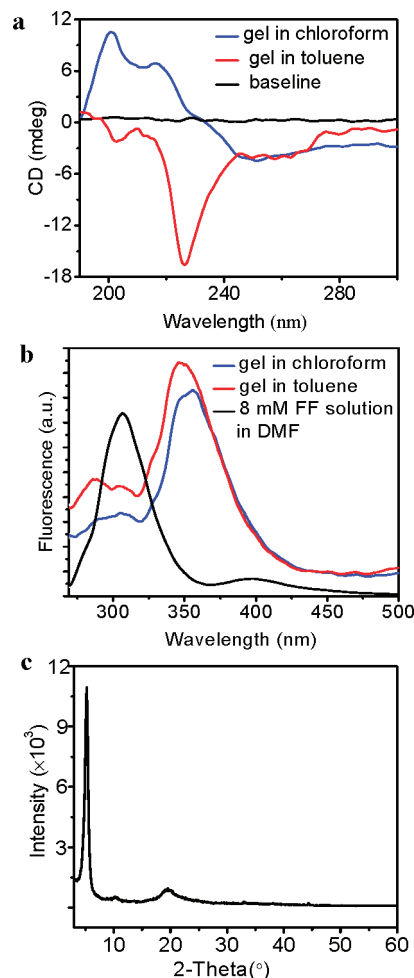 a
12
6
0
-6
-12
-18
CD (mdeg)
gel in chloroform
gel in toluene
baseline
200
240
280
Wavelength (nm)
b
Fluorescence (a.u.)
gel in chloroform
gel in toluene
8 mM FF solution
in DMF
300
350
400
450
500
Wavelength (nm)
c
12
9
6
3
Intensity (×10³)
10
20
30
40
50
60
2-Theta(°)